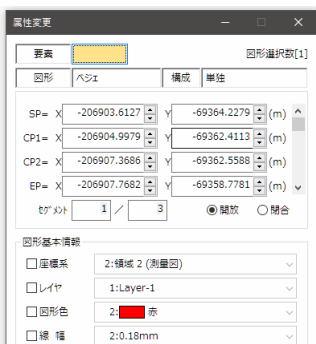 属性変更
要素 図形選択数[1]
図形 ベジェ 構成 単独
SP= X -206903.6127 Y -69364.2279 (m)
CP1= X -206904.9979 Y -69362.4113 (m)
CP2= X -206907.3686 Y -69362.5588 (m)
EP= X -206907.7682 Y -69358.7781 (m)
ｾｸﾞﾒﾝﾄ 1 / 3 開放 閉合
図形基本情報
座標系 2:領域 2 (測量図)
レイヤ 1:Layer-1
図形色 2: 赤
線 幅 2:0.18mm